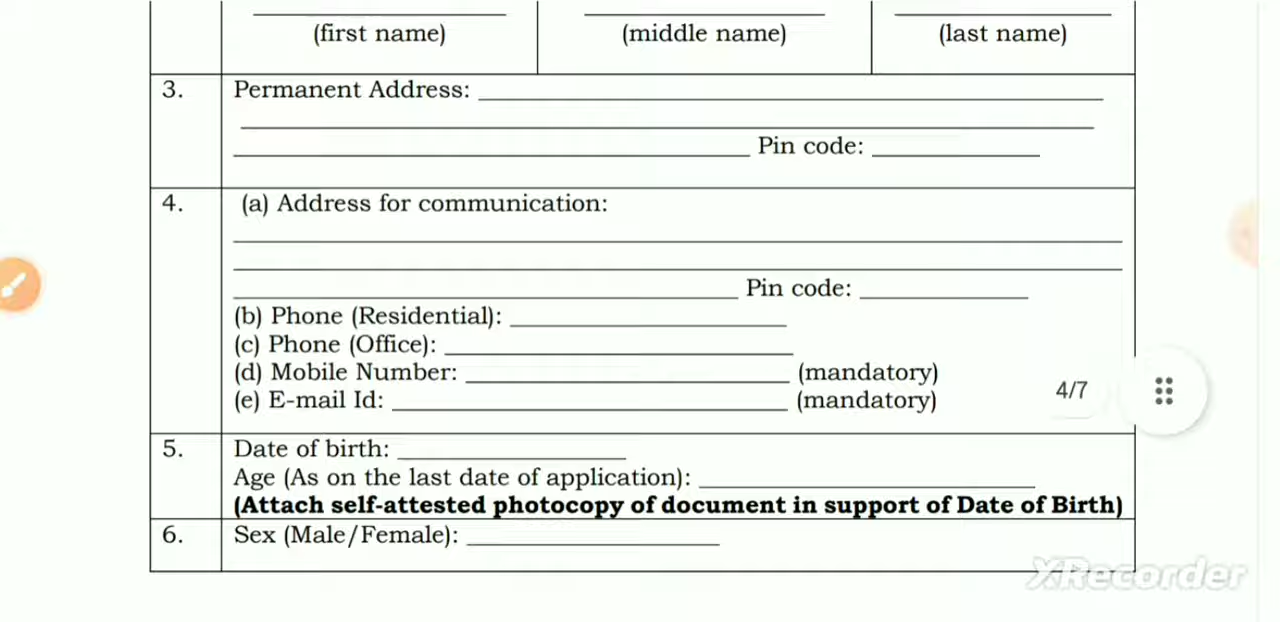 (first name) (middle name) (last name)
3. Permanent Address:
Pin code:
4. (a) Address for communication:
Pin code:
(b) Phone (Residential):
(c) Phone (Office):
(d) Mobile Number: (mandatory)
(e) E-mail Id: (mandatory)
4/7
5. Date of birth:
Age (As on the last date of application):
(Attach self-attested photocopy of document in support of Date of Birth)
6. Sex (Male/Female):
XRecorder